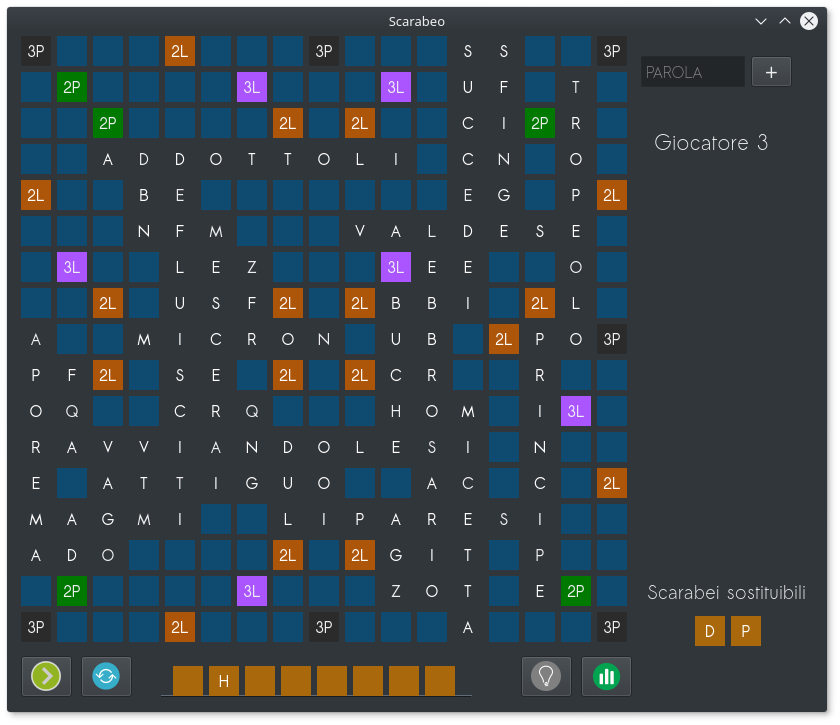 Scarabeo
3P 2L 3P S S 3P
2P 3L 3L U F T
2P 2L 2L C I 2P R
A D D O T T O L I C N O
2L B E E G P 2L
N F M V A L D E S E
3L L E Z 3L E E O
2L U S F 2L 2L B B I 2L L
A M I C R O N U B 2L P O 3P
P F 2L S E 2L 2L C R R
O Q C R Q H O M I 3L
R A V V I A N D O L E S I N
E A T T I G U O A C C 2L
M A G M I L I P A R E S I
A D O 2L 2L G I T P
2P 3L Z O T E 2P
3P 2L 3P A 3P
H
PAROLA +
Giocatore 3
Scarabei sostituibili
D P